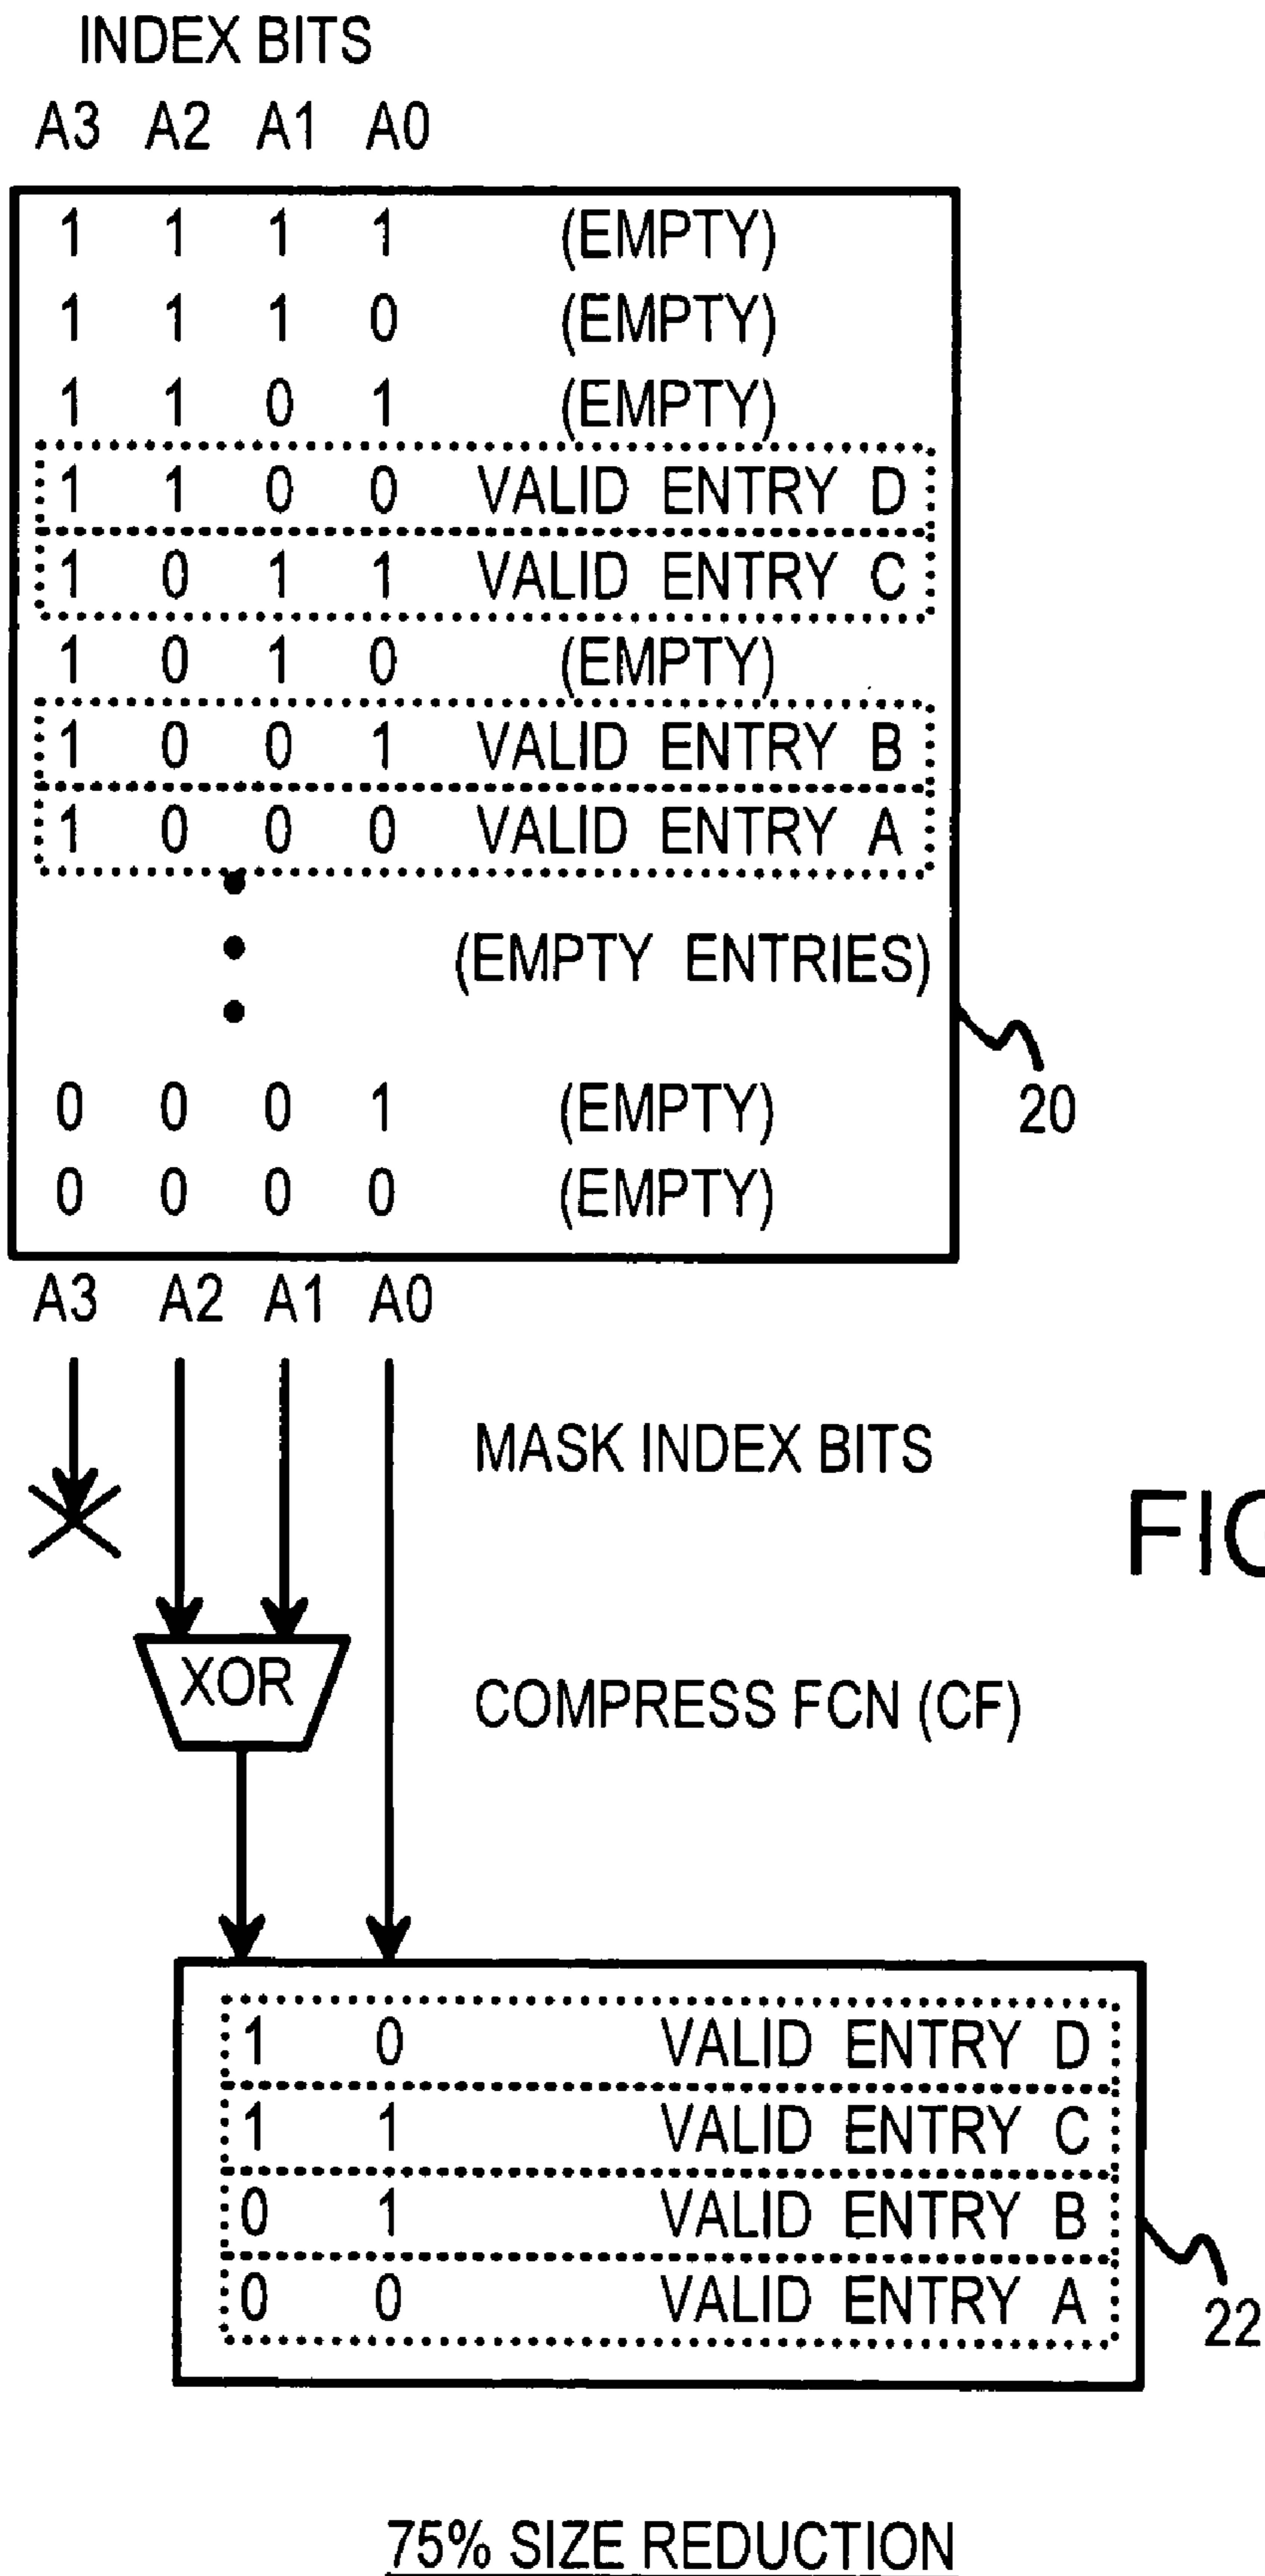 INDEX BITS
A3 A2 A1 A0
1 1 1 1 (EMPTY)
1 1 1 0 (EMPTY)
1 1 0 1 (EMPTY)
1 1 0 0 VALID ENTRY D
1 0 1 1 VALID ENTRY C
1 0 1 0 (EMPTY)
1 0 0 1 VALID ENTRY B
1 0 0 0 VALID ENTRY A
(EMPTY ENTRIES)
0 0 0 1 (EMPTY)
20
0 0 0 0 (EMPTY)
A3 A2 A1 A0
MASK INDEX BITS
FIG
XOR
COMPRESS FCN (CF)
1 0 VALID ENTRY D
1 1 VALID ENTRY C
0 1 VALID ENTRY B
0 0 VALID ENTRY A
22
75% SIZE REDUCTION